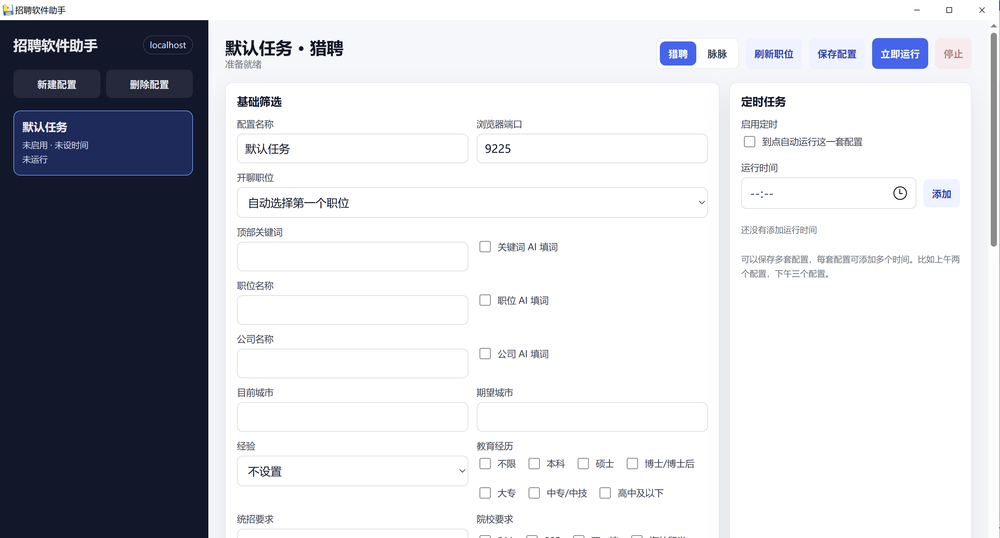 招聘软件助手
招聘软件助手
localhost
新建配置
删除配置
默认任务
未启用 · 未设时间
未运行
默认任务 · 猎聘
准备就绪
猎聘
脉脉
刷新职位
保存配置
立即运行
停止
基础筛选
配置名称
浏览器端口
默认任务
9225
开聊职位
自动选择第一个职位
顶部关键词
关键词 AI 填词
职位名称
职位 AI 填词
公司名称
公司 AI 填词
目前城市
期望城市
经验
教育经历
不设置
不限
本科
硕士
博士/博士后
大专
中专/中技
高中及以下
统招要求
院校要求
定时任务
启用定时
到点自动运行这一套配置
运行时间
--:--
添加
还没有添加运行时间
可以保存多套配置，每套配置可添加多个时间。比如上午两
个配置，下午三个配置。